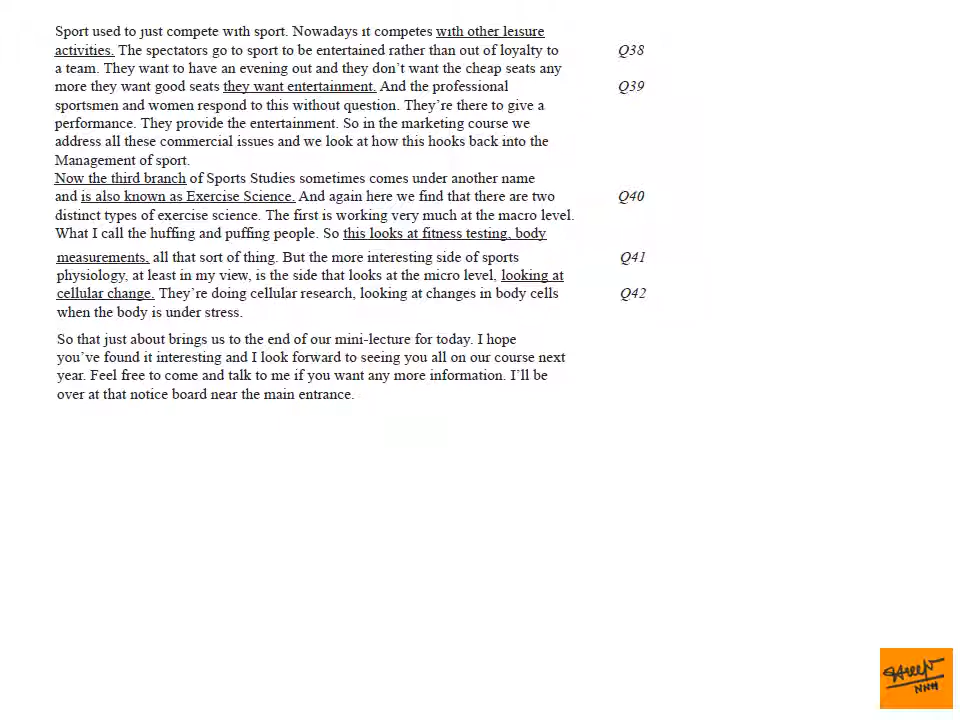 Sport used to just compete with sport. Nowadays it competes with other leisure
activities. The spectators go to sport to be entertained rather than out of loyalty to Q38
a team. They want to have an evening out and they don't want the cheap seats any
more they want good seats they want entertainment. And the professional Q39
sportsmen and women respond to this without question. They're there to give a
performance. They provide the entertainment. So in the marketing course we
address all these commercial issues and we look at how this hooks back into the
Management of sport.
Now the third branch of Sports Studies sometimes comes under another name
and is also known as Exercise Science. And again here we find that there are two Q40
distinct types of exercise science. The first is working very much at the macro level.
What I call the huffing and puffing people. So this looks at fitness testing, body
measurements, all that sort of thing. But the more interesting side of sports Q41
physiology, at least in my view, is the side that looks at the micro level, looking at
cellular change. They're doing cellular research, looking at changes in body cells Q42
when the body is under stress.
So that just about brings us to the end of our mini-lecture for today. I hope
you've found it interesting and I look forward to seeing you all on our course next
year. Feel free to come and talk to me if you want any more information. I'll be
over at that notice board near the main entrance.
NNH